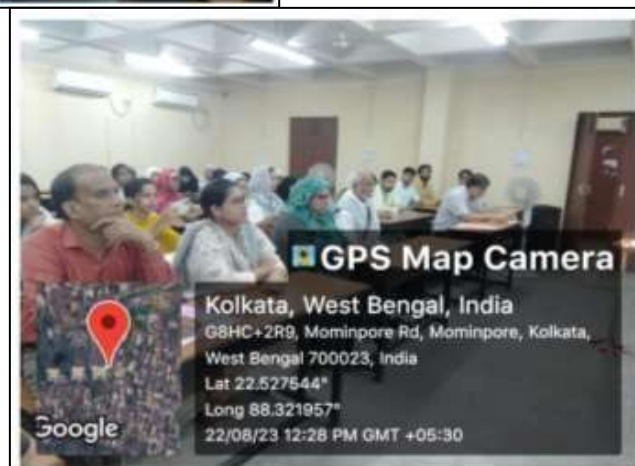 GPS Map Camera
Kolkata, West Bengal, India
G8HC+2R9, Mominpore Rd, Mominpore, Kolkata,
West Bengal 700023, India
Lat 22.527544°
Long 88.321957°
22/08/23 12:28 PM GMT +05:30
Google